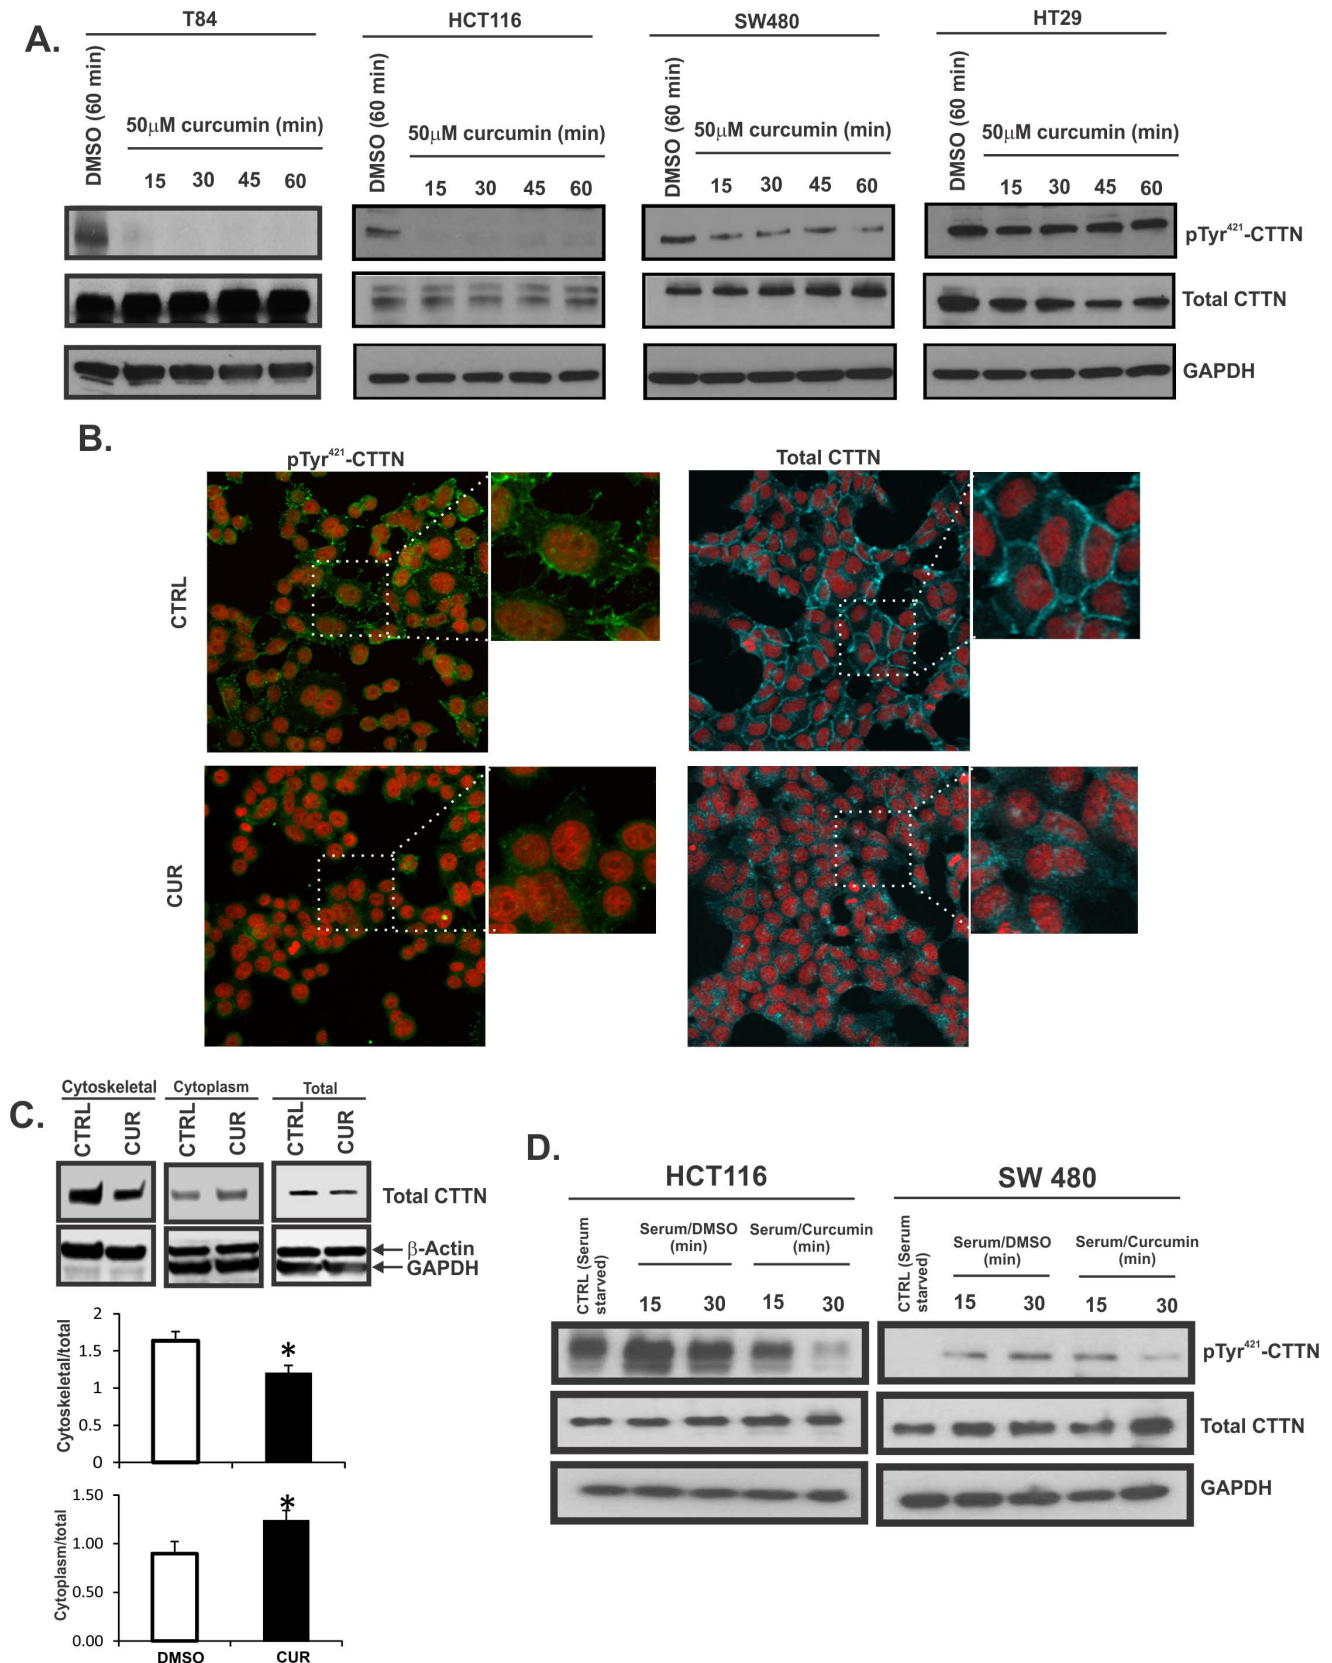 A.
T84
HCT116
SW480
HT29
DMSO (60 min)
50μM curcumin (min)
15 30 45 60
DMSO (60 min)
50μM curcumin (min)
15 30 45 60
DMSO (60 min)
50μM curcumin (min)
15 30 45 60
DMSO (60 min)
50μM curcumin (min)
15 30 45 60
pTyr⁴²¹-CTTN
Total CTTN
GAPDH
B.
pTyr⁴²¹-CTTN
Total CTTN
CTRL
CUR
C.
Cytoskeletal
Cytoplasm
Total
CTRL CUR
CTRL CUR
CTRL CUR
Total CTTN
β-Actin
GAPDH
Cytoskeletal/total
2
1.5
1
0.5
0
*
Cytoplasm/total
1.50
1.00
0.50
0.00
*
DMSO CUR
D.
HCT116
SW 480
CTRL (Serum
starved)
Serum/DMSO
(min)
15 30
Serum/Curcumin
(min)
15 30
CTRL (Serum
starved)
Serum/DMSO
(min)
15 30
Serum/Curcumin
(min)
15 30
pTyr⁴²¹-CTTN
Total CTTN
GAPDH